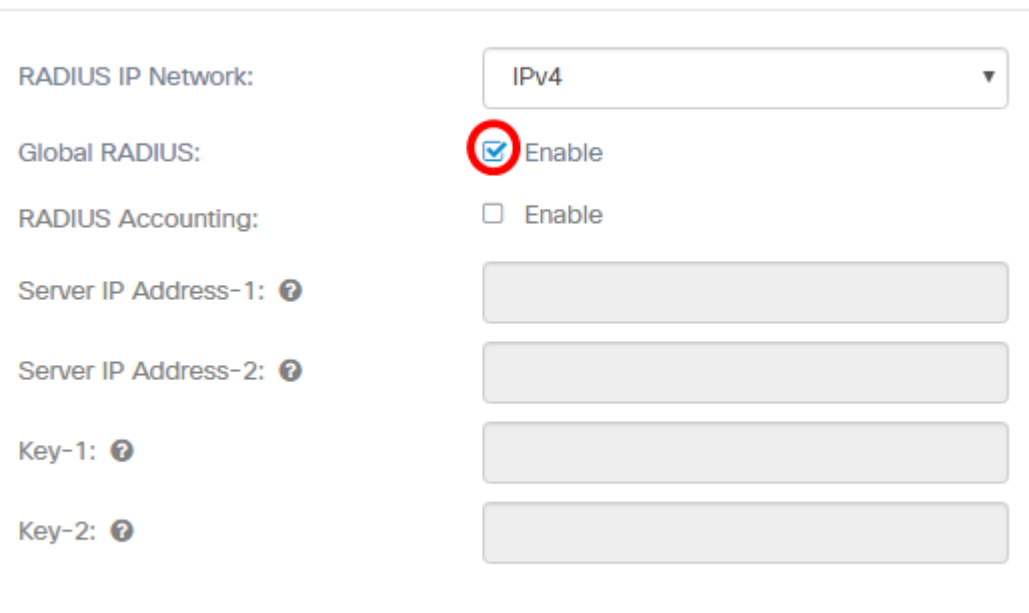 RADIUS IP Network: IPv4
Global RADIUS: Enable
RADIUS Accounting: Enable
Server IP Address-1:
Server IP Address-2:
Key-1:
Key-2: